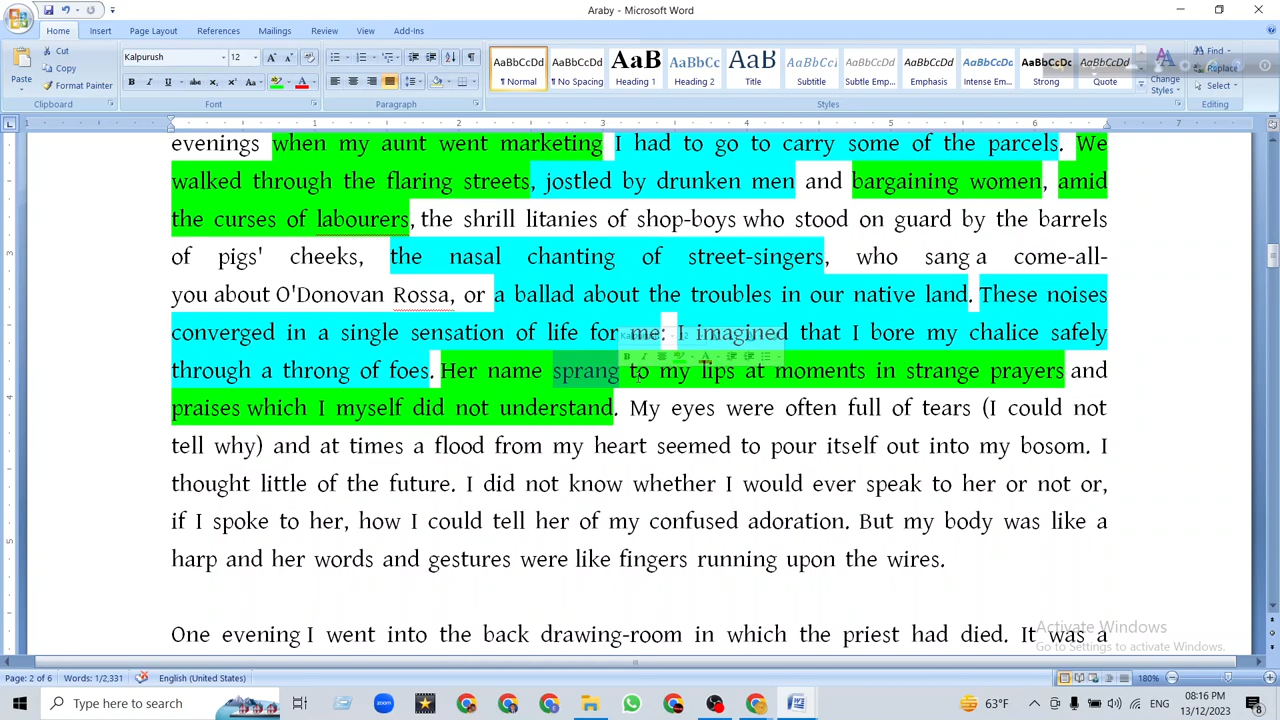 Araby - Microsoft Word
Home Insert Page Layout References Mailings Review View Add-Ins
Paste
Cut
Copy
Format Painter
Clipboard
Kalpurush 12
Font
Paragraph
AaBbCcDd AaBbCcDd AaB AaBbCc AaB AaBbCcI AaBbCcDd AaBbCcDd AaBbCcDd AaBbCcDd AaBbCcDd
¶ Normal ¶ No Spacing Heading 1 Heading 2 Title Subtitle Subtle Emp... Emphasis Intense Em... Strong Quote
Change Styles
Styles
Find
Replace
Select
Editing
evenings when my aunt went marketing I had to go to carry some of the parcels. We
walked through the flaring streets, jostled by drunken men and bargaining women, amid
the curses of labourers, the shrill litanies of shop-boys who stood on guard by the barrels
of pigs' cheeks, the nasal chanting of street-singers, who sang a come-all-
you about O'Donovan Rossa, or a ballad about the troubles in our native land. These noises
converged in a single sensation of life for me: I imagined that I bore my chalice safely
through a throng of foes. Her name sprang to my lips at moments in strange prayers and
praises which I myself did not understand. My eyes were often full of tears (I could not
tell why) and at times a flood from my heart seemed to pour itself out into my bosom. I
thought little of the future. I did not know whether I would ever speak to her or not or,
if I spoke to her, how I could tell her of my confused adoration. But my body was like a
harp and her words and gestures were like fingers running upon the wires.
One evening I went into the back drawing-room in which the priest had died. It was a
Activate Windows
Go to Settings to activate Windows.
Page: 2 of 6 Words: 1/2,331 English (United States) 180%
Type here to search
63°F ENG 08:16 PM
13/12/2023